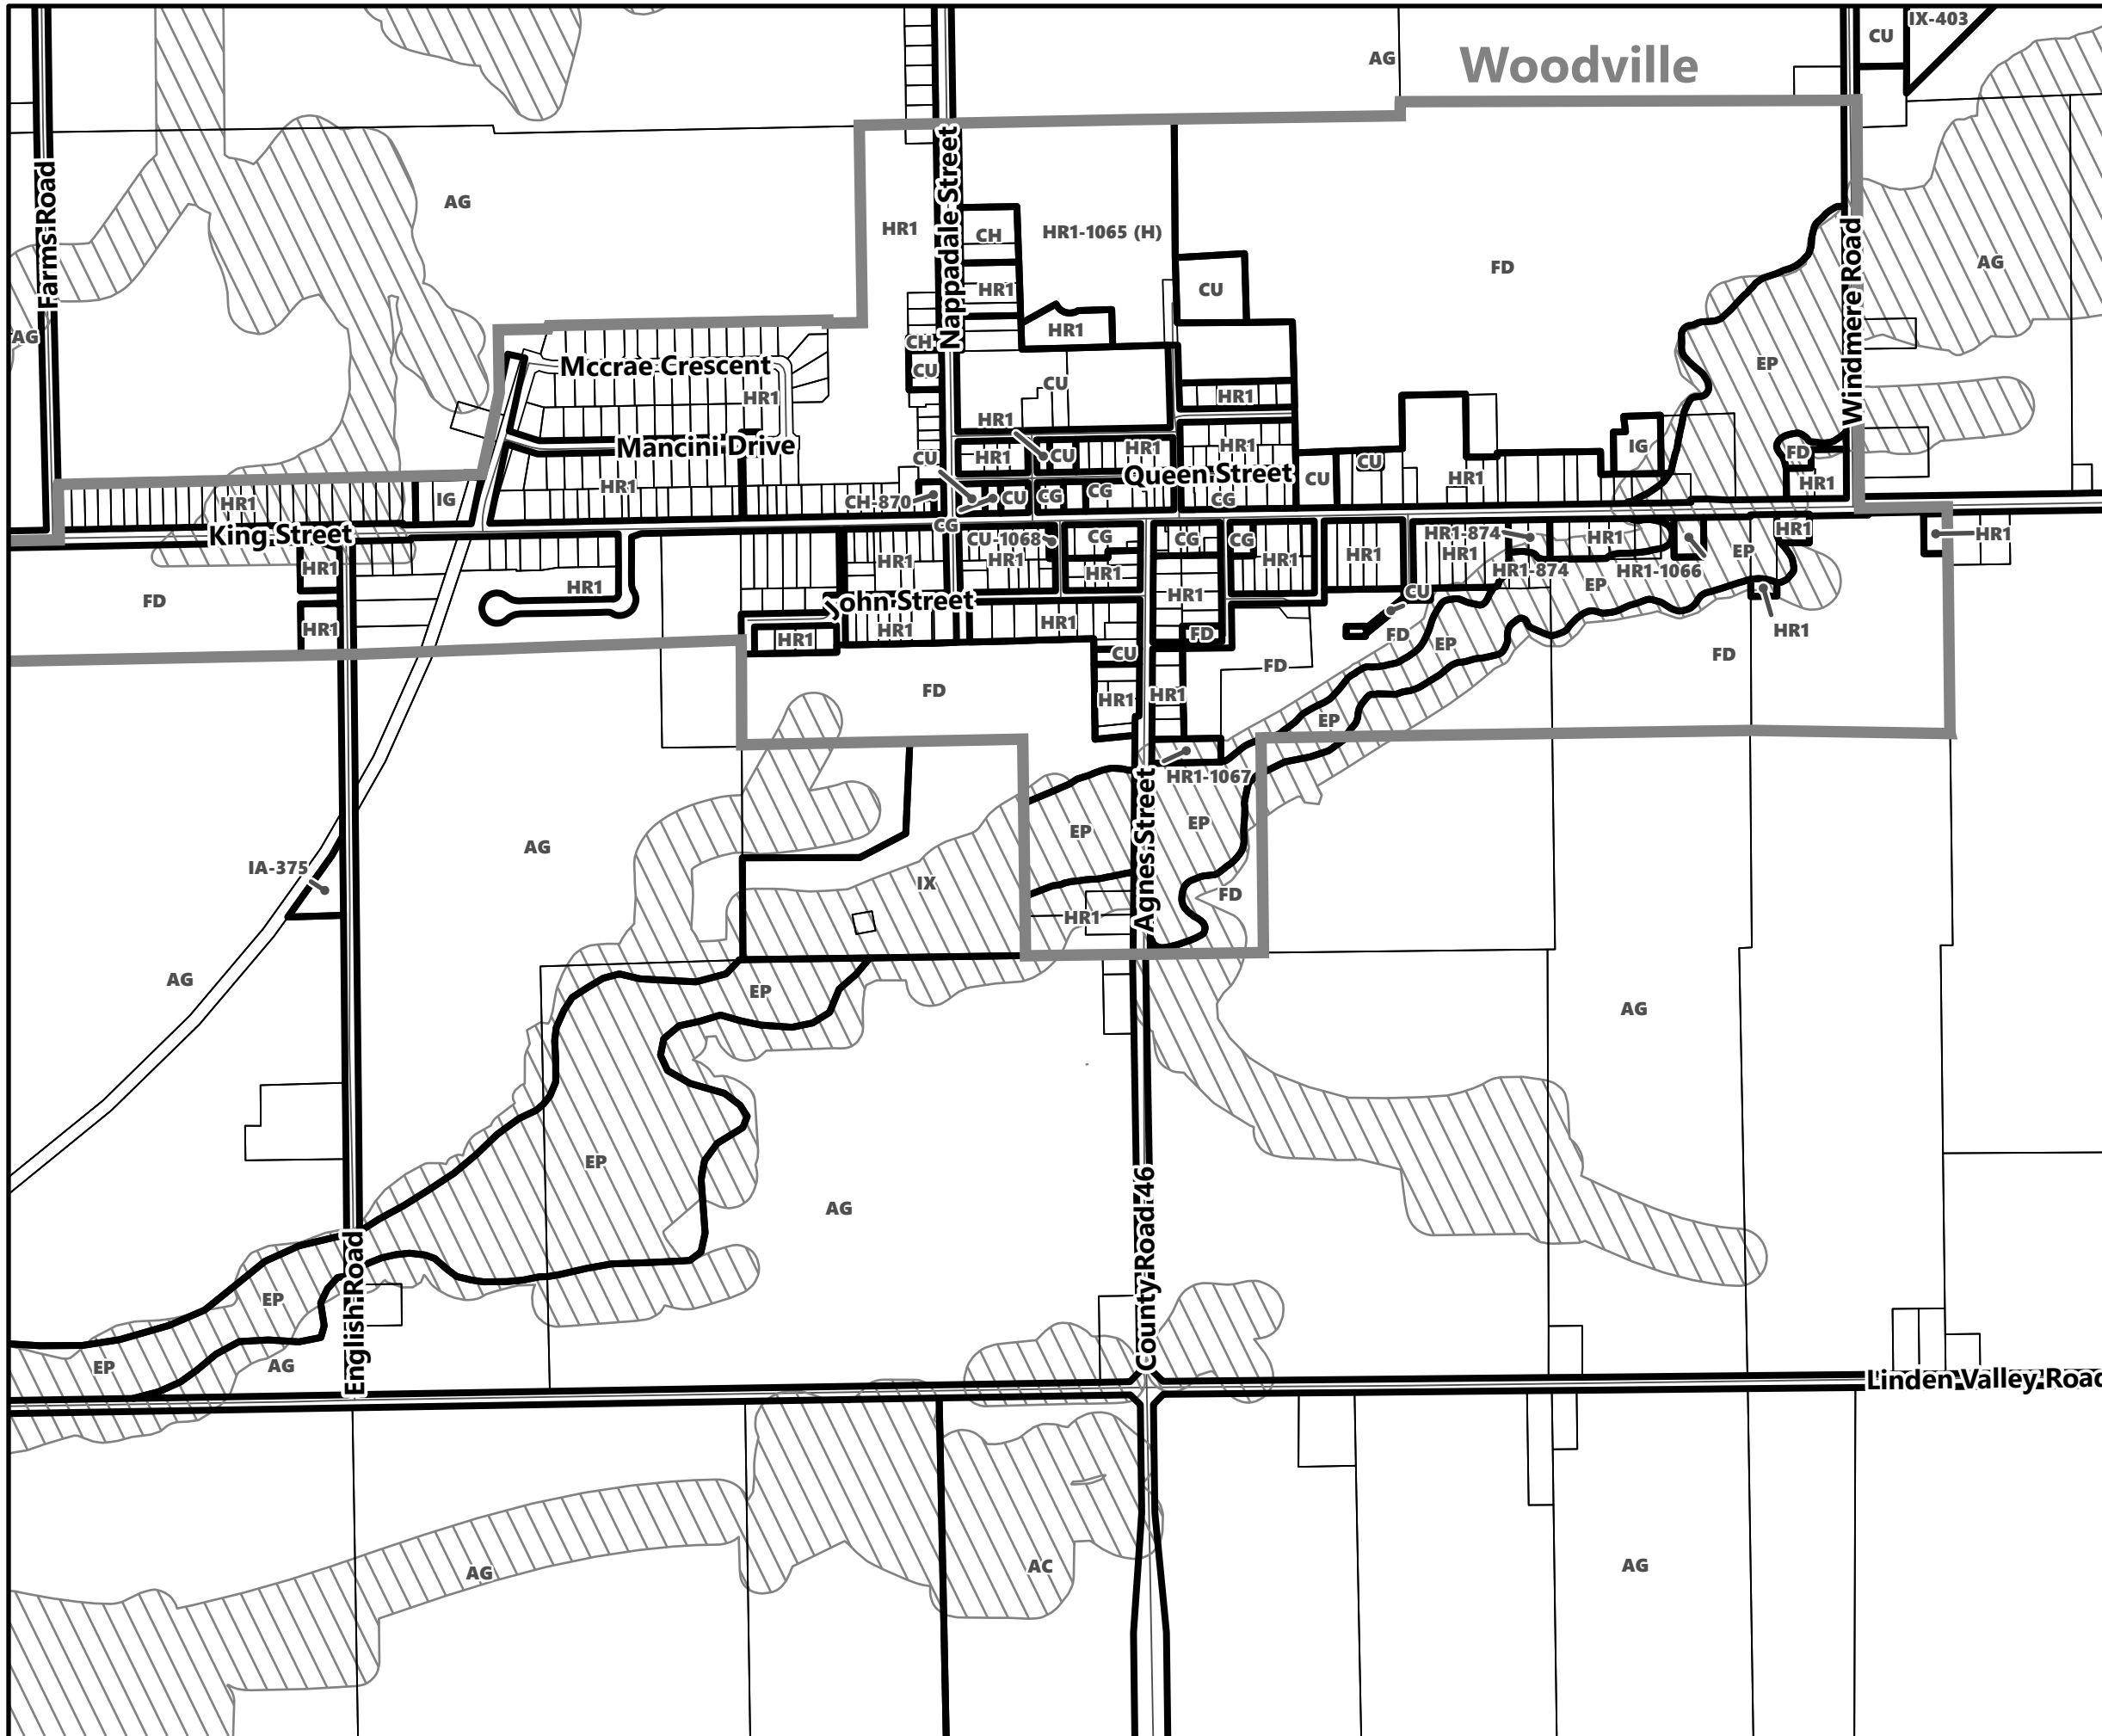 IX-403
CU
AG
Woodville
AG
HR1
CH
HR1-1065 (H)
FD
AG
Farms Road
Nappadale Street
Windmere Road
HR1
CU
AG
HR1
CH
CU
CU
EP
Mccrae Crescent
HR1
HR1
HR1
Mancini Drive
HR1
HR1
HR1
IG
CU
HR1
CU
CU
FD
Queen Street
HR1
CU
HR1
HR1
HR1
IG
CH-870
CU
CG
CG
CG
King Street
CG
CU-1068
CG
CG
CG
HR1-874
HR1
HR1
HR1
EP
HR1
HR1
HR1
HR1
HR1
HR1
HR1
HR1
HR1-874
HR1-1066
EP
HR1
FD
HR1
CU
John Street
HR1
HR1
HR1
HR1
FD
FD
HR1
EP
FD
CU
FD
FD
HR1
HR1
EP
HR1-1067
EP
EP
Agnes Street
AG
IA-375
IX
FD
HR1
AG
EP
AG
EP
AG
County Road 46
English Road
EP
EP
AG
Linden Valley Road
AG
AC
AG